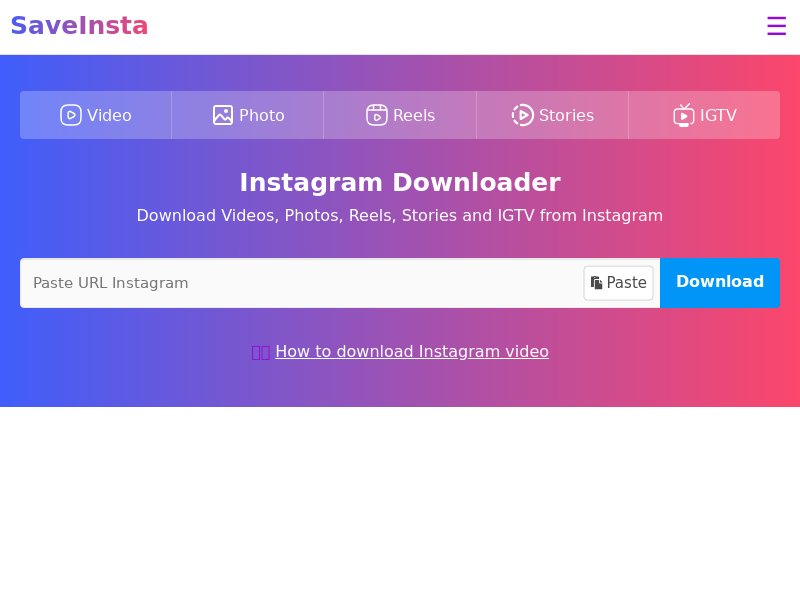 SaveInsta
Video Photo Reels Stories IGTV
Instagram Downloader
Download Videos, Photos, Reels, Stories and IGTV from Instagram
Paste URL Instagram Paste Download
How to download Instagram video